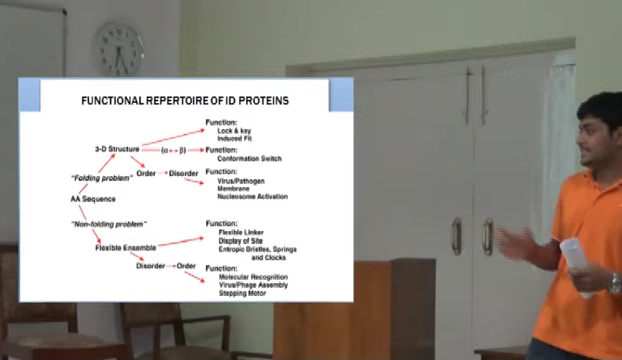 FUNCTIONAL REPERTOIRE OF ID PROTEINS
Function:
Lock & key
Induced Fit
3-D Structure
(α↔β)
Function:
Conformation Switch
"Folding problem"
Order → Disorder
Function:
Virus/Pathogen
Membrane
Nucleosome Activation
AA Sequence
"Non-folding problem"
Function:
Flexible Linker
Display of Site
Entropic Bristles, Springs
and Clocks
Flexible Ensemble
Disorder → Order
Function:
Molecular Recognition
Virus/Phage Assembly
Stepping Motor